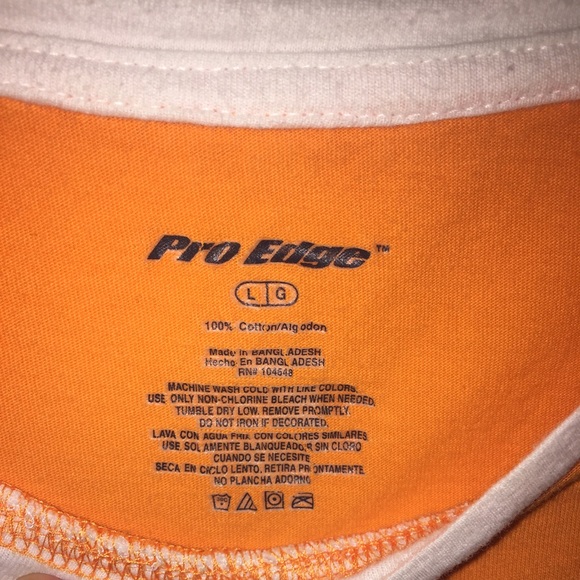 Pro Edge™
L G
100% Cotton/Algodon
Made In BANGLADESH
Hecho En BANGLADESH
RN# 104648
MACHINE WASH COLD WITH LIKE COLORS,
USE ONLY NON-CHLORINE BLEACH WHEN NEEDED,
TUMBLE DRY LOW. REMOVE PROMPTLY.
DO NOT IRON IF DECORATED.
LAVA CON AGUA FRIA CON COLORES SIMILARES
USE SOLAMENTE BLANQUEADOR SIN CLORO
CUANDO SE NECESITE
SECA EN CICLO LENTO, RETIRA PRONTAMENTE
NO PLANCHA ADORNO